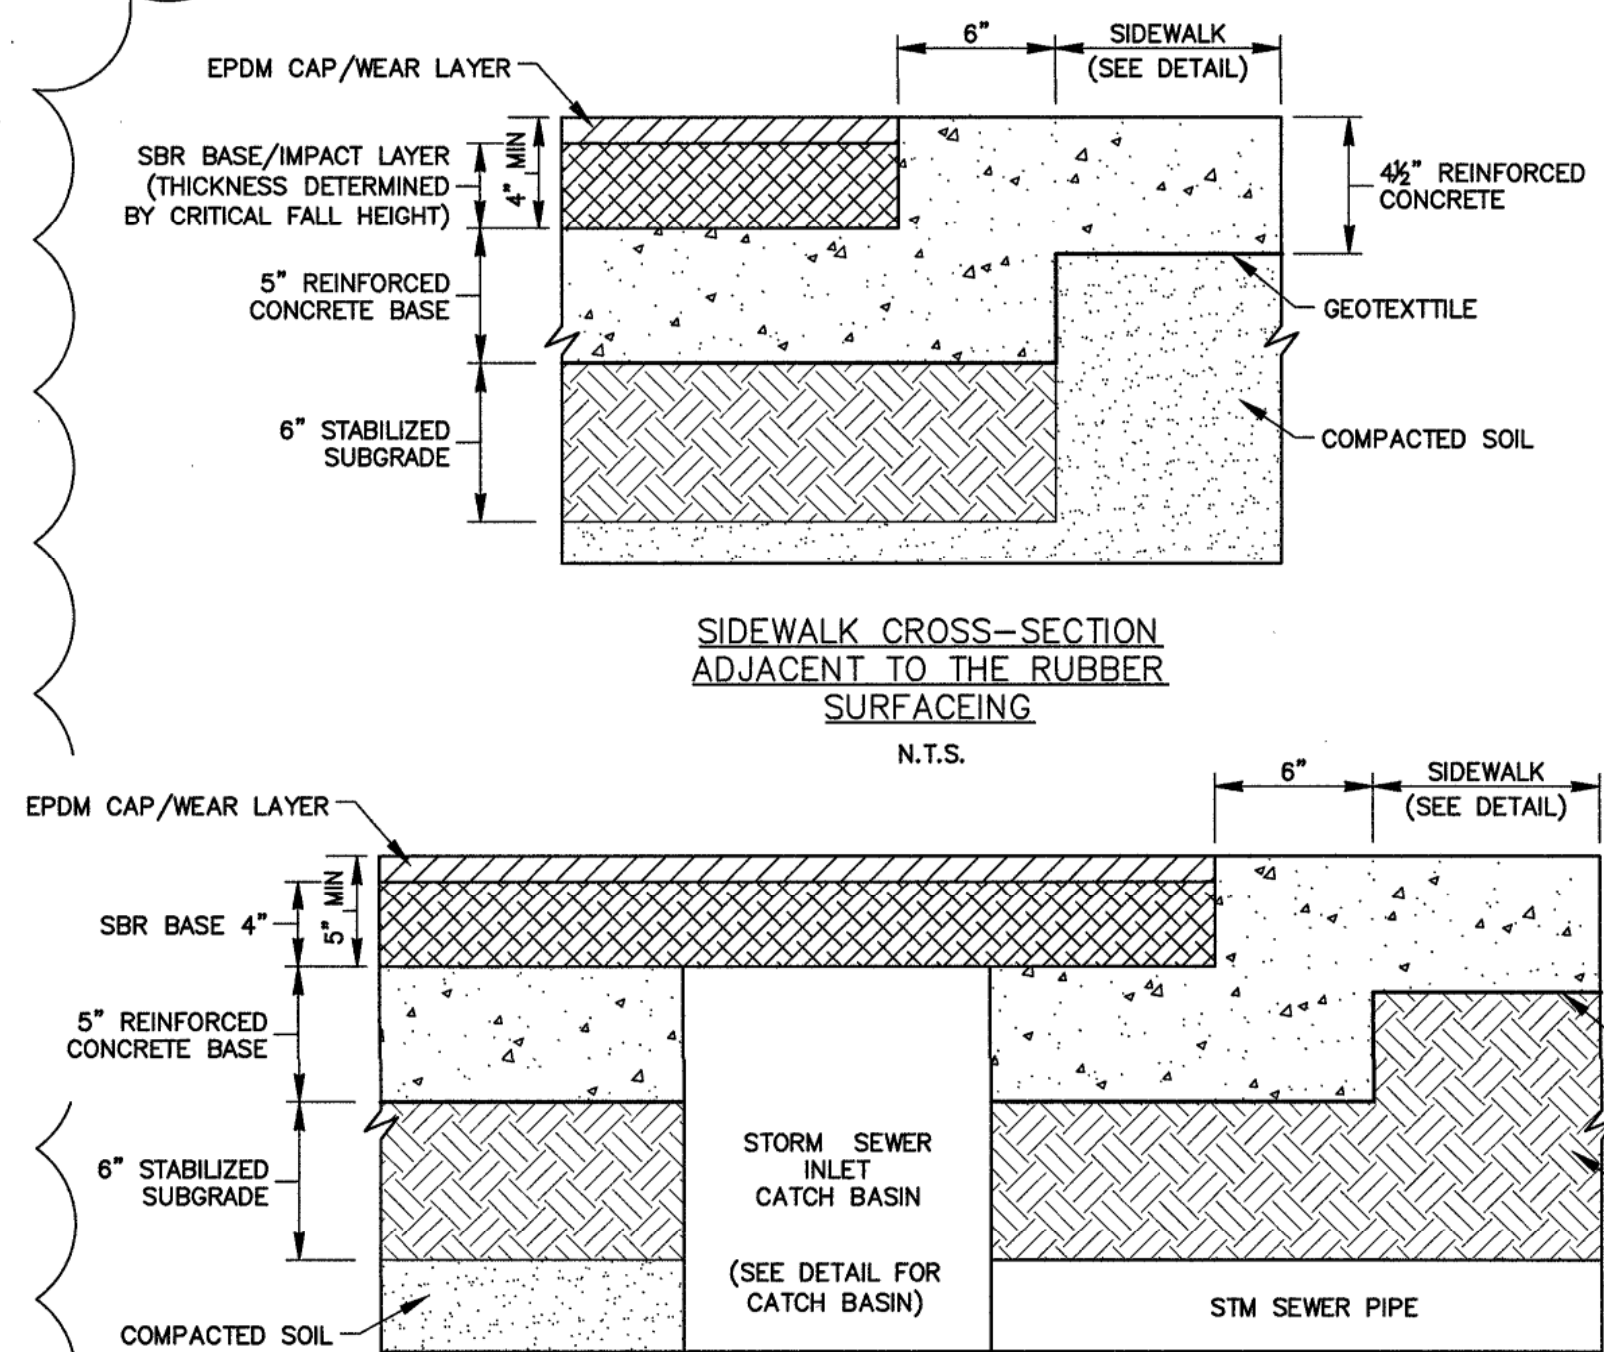 6" SIDEWALK
(SEE DETAIL)
EPDM CAP/WEAR LAYER
SBR BASE/IMPACT LAYER
(THICKNESS DETERMINED
BY CRITICAL FALL HEIGHT)
4" MIN
4½" REINFORCED
CONCRETE
5" REINFORCED
CONCRETE BASE
GEOTEXTTILE
6" STABILIZED
SUBGRADE
COMPACTED SOIL
SIDEWALK CROSS-SECTION
ADJACENT TO THE RUBBER
SURFACEING
N.T.S.
6" SIDEWALK
(SEE DETAIL)
EPDM CAP/WEAR LAYER
SBR BASE 4"
5" MIN
5" REINFORCED
CONCRETE BASE
6" STABILIZED
SUBGRADE
STORM SEWER
INLET
CATCH BASIN
(SEE DETAIL FOR
CATCH BASIN)
STM SEWER PIPE
COMPACTED SOIL